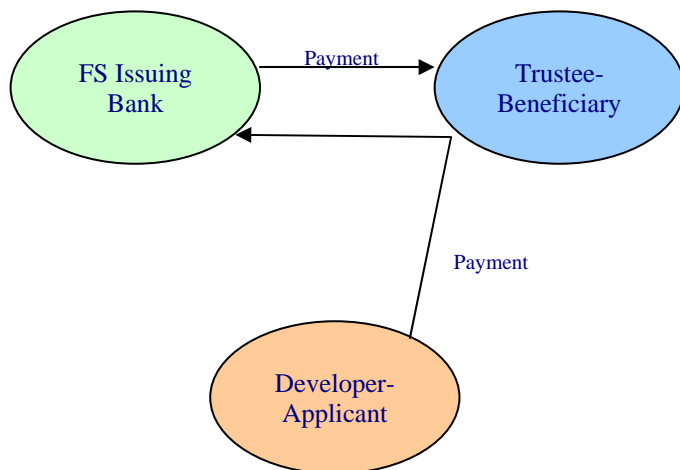 FS Issuing
Bank
Payment
Trustee-
Beneficiary
Payment
Developer-
Applicant